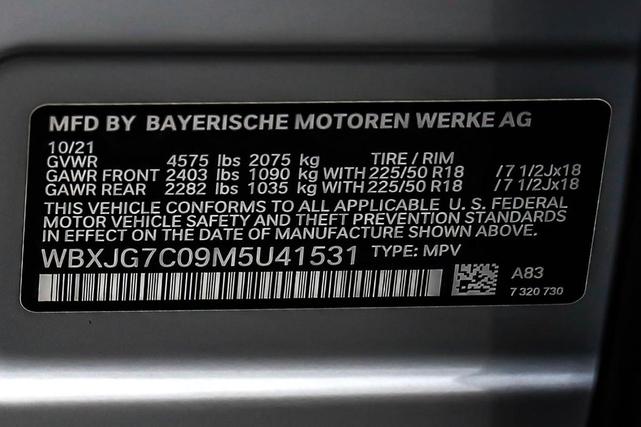 MFD BY BAYERISCHE MOTOREN WERKE AG
10/21
GVWR 4575 lbs 2075 kg TIRE / RIM
GAWR FRONT 2403 lbs 1090 kg WITH 225/50 R18 /7 1/2Jx18
GAWR REAR 2282 lbs 1035 kg WITH 225/50 R18 /7 1/2Jx18
THIS VEHICLE CONFORMS TO ALL APPLICABLE U. S. FEDERAL
MOTOR VEHICLE SAFETY AND THEFT PREVENTION STANDARDS
IN EFFECT ON THE DATE OF MANUFACTURE SHOWN ABOVE.
WBXJG7C09M5U41531 TYPE: MPV
A83
7 320 730